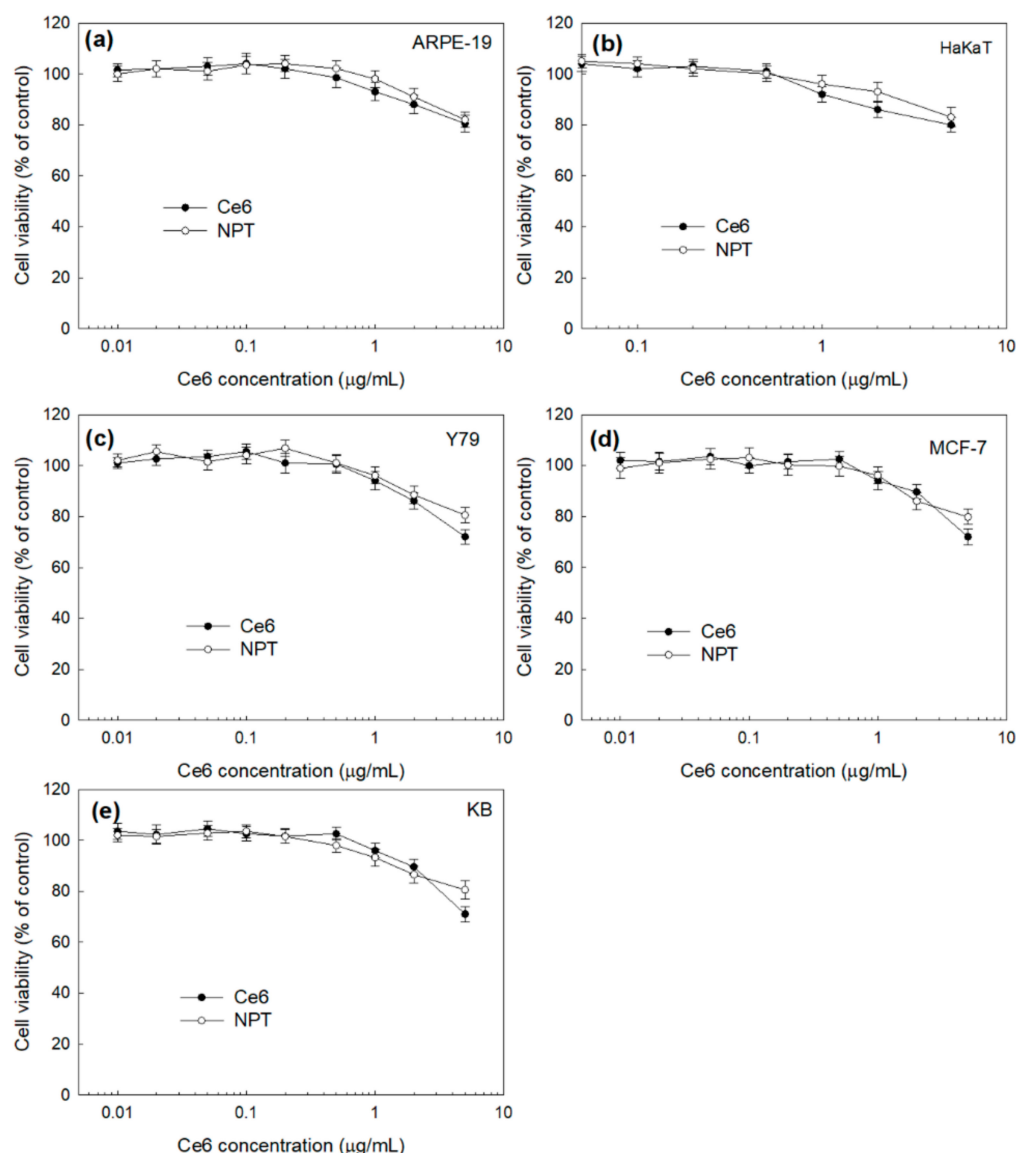 (a) ARPE-19
120
100
80
60
40
20
0
Cell viability (% of control)
Ce6
NPT
0.01 0.1 1 10
Ce6 concentration (μg/mL)
(b) HaKaT
120
100
80
60
40
20
0
Cell viability (% of control)
Ce6
NPT
0.1 1 10
Ce6 concentration (μg/mL)
(c) Y79
120
100
80
60
40
20
0
Cell viability (% of control)
Ce6
NPT
0.01 0.1 1 10
Ce6 concentration (μg/mL)
(d) MCF-7
120
100
80
60
40
20
0
Cell viability (% of control)
Ce6
NPT
0.01 0.1 1 10
Ce6 concentration (μg/mL)
(e) KB
120
100
80
60
40
20
0
Cell viability (% of control)
Ce6
NPT
0.01 0.1 1 10
Ce6 concentration (μg/mL)